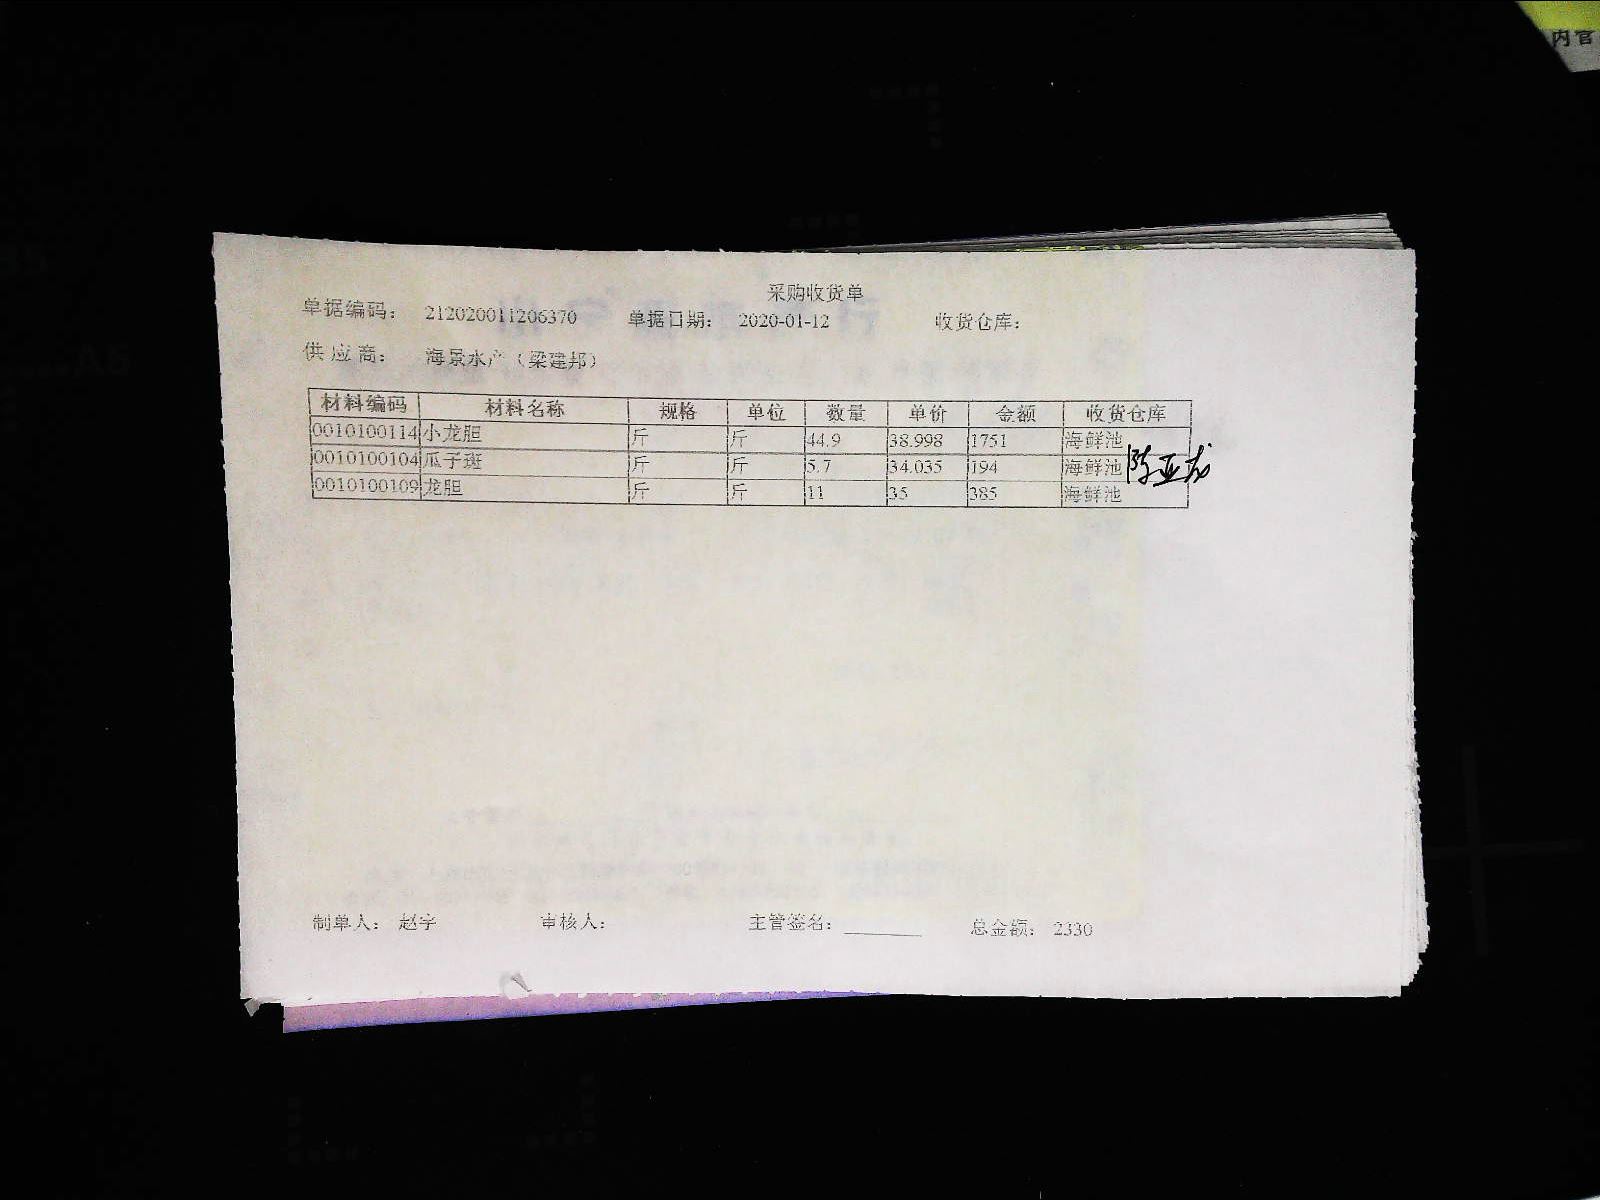 内官
采购收货单
单据编码： 212020011206370 单据日期： 2020-01-12 收货仓库：
供应商： 海景水产（梁建邦）
材料编码 材料名称 规格 单位 数量 单价 金额 收货仓库
0010100114 小龙胆 斤 斤 44.9 38.998 1751 海鲜池
0010100104 瓜子斑 斤 斤 5.7 34.035 194 海鲜池 陈亚龙
0010100109 龙胆 斤 斤 11 35 385 海鲜池
制单人： 赵宇 审核人： 主管签名： 总金额： 2330